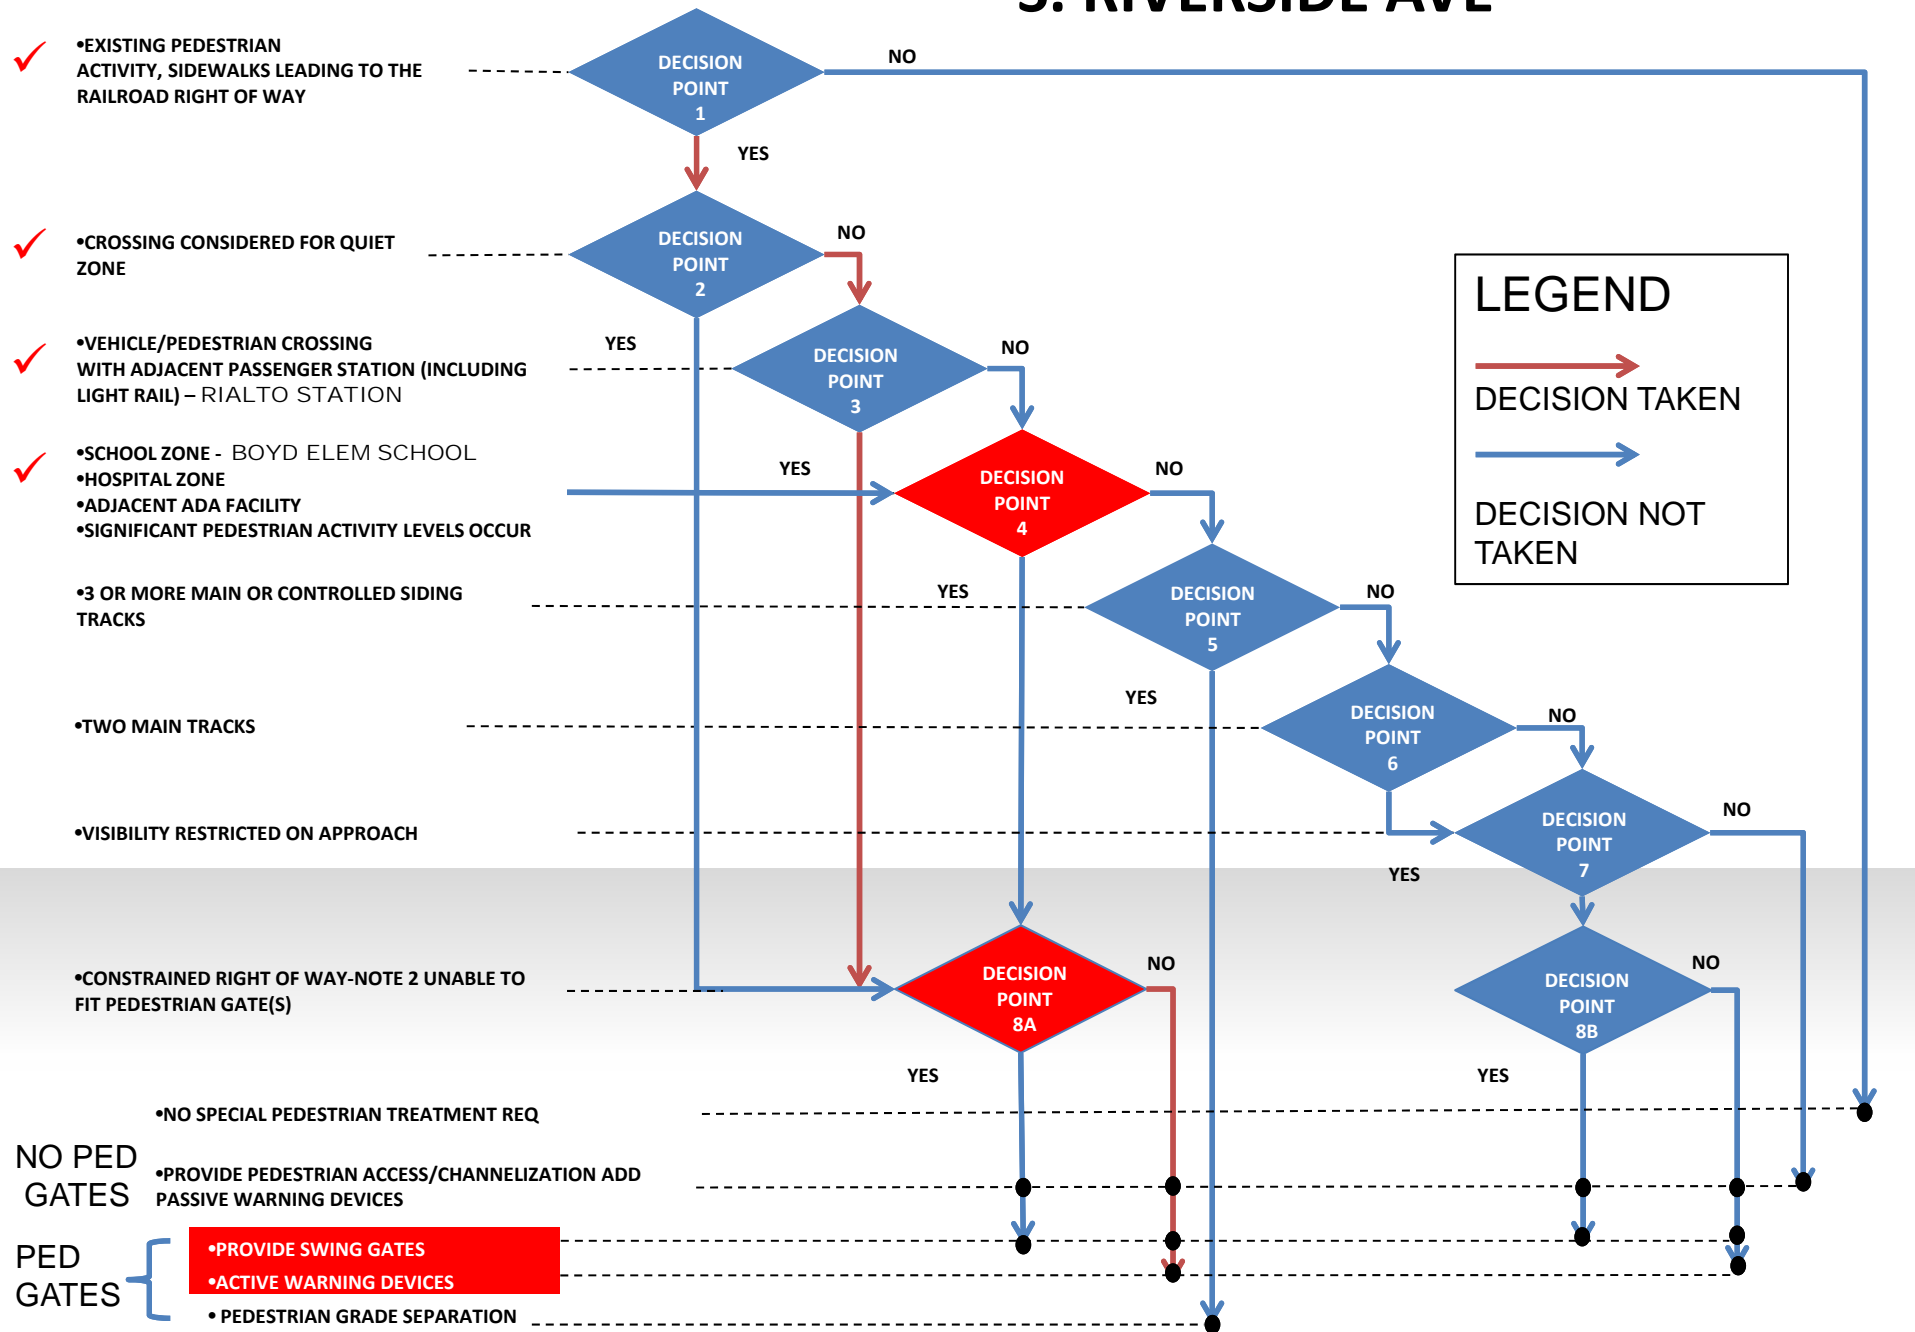 S. RIVERSIDE AVE
•EXISTING PEDESTRIAN
ACTIVITY, SIDEWALKS LEADING TO THE
RAILROAD RIGHT OF WAY
DECISION
POINT
1
NO
YES
•CROSSING CONSIDERED FOR QUIET
ZONE
DECISION
POINT
2
NO
YES
•VEHICLE/PEDESTRIAN CROSSING
WITH ADJACENT PASSENGER STATION (INCLUDING
LIGHT RAIL) – RIALTO STATION
DECISION
POINT
3
NO
YES
•SCHOOL ZONE - BOYD ELEM SCHOOL
•HOSPITAL ZONE
•ADJACENT ADA FACILITY
•SIGNIFICANT PEDESTRIAN ACTIVITY LEVELS OCCUR
DECISION
POINT
4
NO
YES
•3 OR MORE MAIN OR CONTROLLED SIDING
TRACKS
DECISION
POINT
5
NO
YES
•TWO MAIN TRACKS
DECISION
POINT
6
NO
YES
•VISIBILITY RESTRICTED ON APPROACH
DECISION
POINT
7
NO
LEGEND
DECISION TAKEN
DECISION NOT
TAKEN
•CONSTRAINED RIGHT OF WAY-NOTE 2 UNABLE TO
FIT PEDESTRIAN GATE(S)
DECISION
POINT
8A
NO
YES
DECISION
POINT
8B
NO
YES
•NO SPECIAL PEDESTRIAN TREATMENT REQ
NO PED
GATES
•PROVIDE PEDESTRIAN ACCESS/CHANNELIZATION ADD
PASSIVE WARNING DEVICES
PED
GATES
•PROVIDE SWING GATES
•ACTIVE WARNING DEVICES
• PEDESTRIAN GRADE SEPARATION